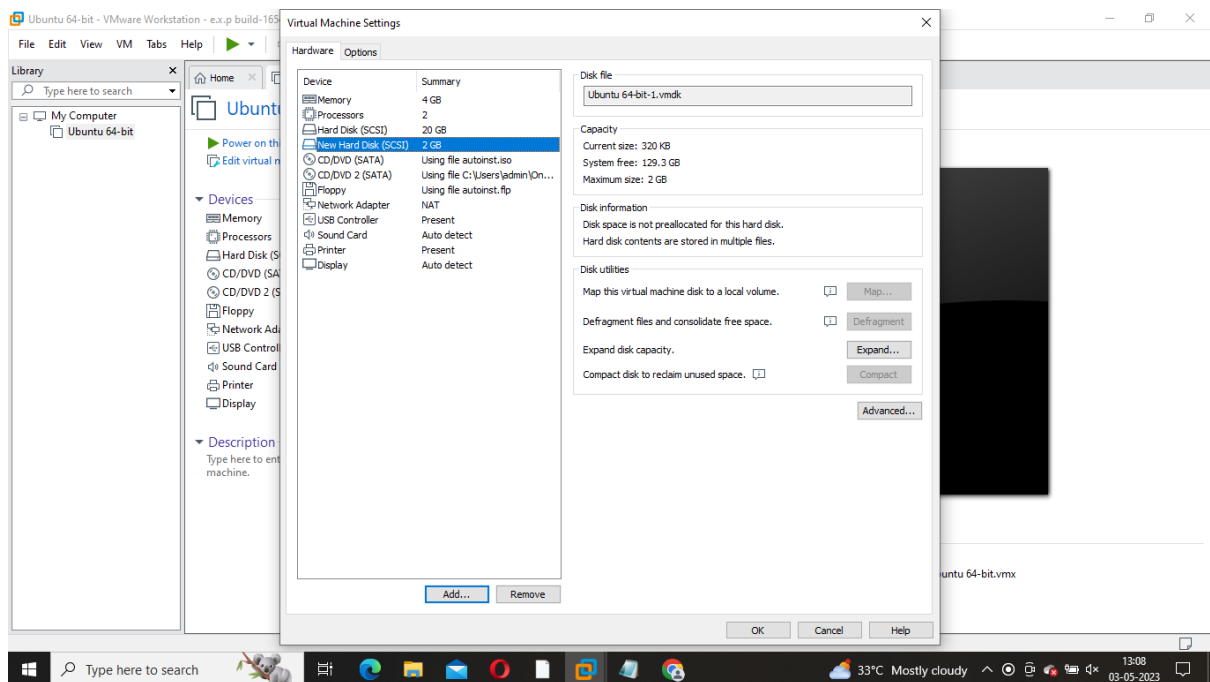 Ubuntu 64-bit - VMware Workstation - e.x.p build-165
File Edit View VM Tabs Help
Library
Type here to search
My Computer
Ubuntu 64-bit
Home
Ubunt
Power on th
Edit virtual m
Devices
Memory
Processors
Hard Disk (S
CD/DVD (SA
CD/DVD 2 (S
Floppy
Network Ada
USB Controll
Sound Card
Printer
Display
Description
Type here to ent
machine.
Virtual Machine Settings
Hardware Options
Device Summary
Memory 4 GB
Processors 2
Hard Disk (SCSI) 20 GB
New Hard Disk (SCSI) 2 GB
CD/DVD (SATA) Using file autoinst.iso
CD/DVD 2 (SATA) Using file C:\Users\admin\On...
Floppy Using file autoinst.flp
Network Adapter NAT
USB Controller Present
Sound Card Auto detect
Printer Present
Display Auto detect
Add... Remove
Disk file
Ubuntu 64-bit-1.vmdk
Capacity
Current size: 320 KB
System free: 129.3 GB
Maximum size: 2 GB
Disk information
Disk space is not preallocated for this hard disk.
Hard disk contents are stored in multiple files.
Disk utilities
Map this virtual machine disk to a local volume. Map...
Defragment files and consolidate free space. Defragment
Expand disk capacity. Expand...
Compact disk to reclaim unused space. Compact
Advanced...
OK Cancel Help
untu 64-bit.vmx
Type here to search
33°C Mostly cloudy
13:08
03-05-2023